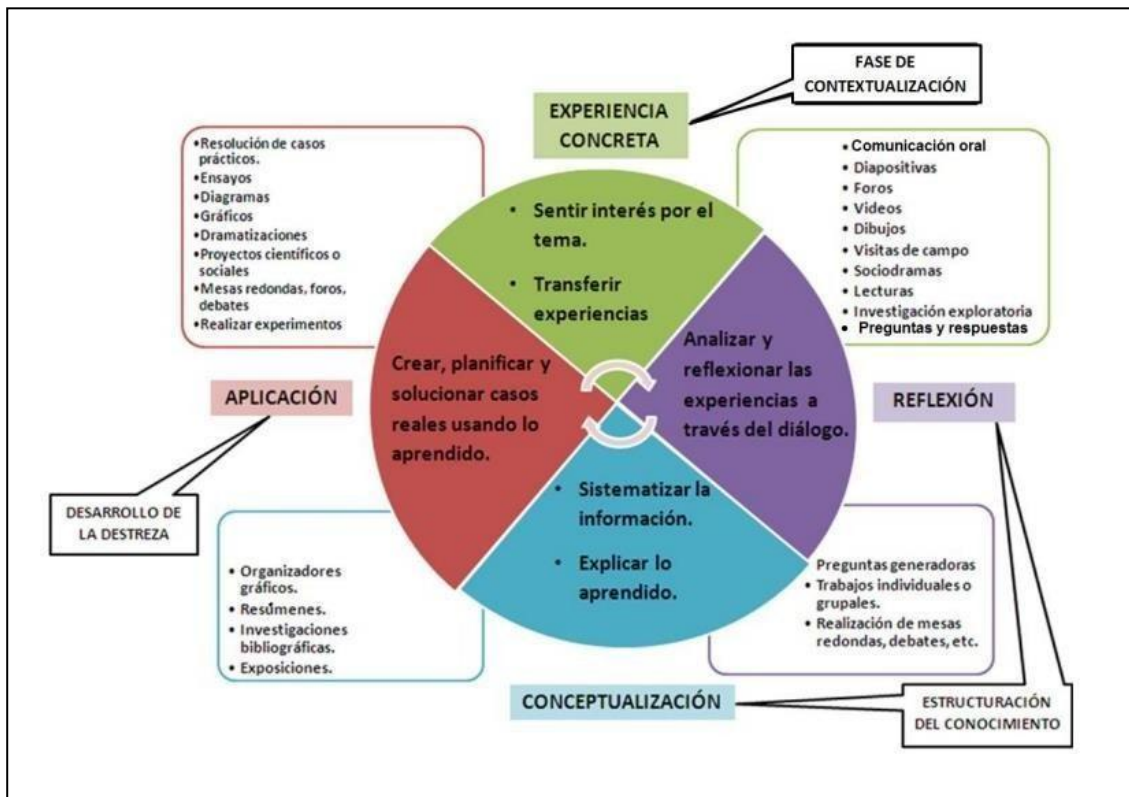 FASE DE
CONTEXTUALIZACIÓN
EXPERIENCIA
CONCRETA
•Resolución de casos
prácticos.
•Ensayos
•Diagramas
•Gráficos
•Dramatizaciones
•Proyectos científicos o
sociales
•Mesas redondas, foros,
debates
•Realizar experimentos
• Comunicación oral
• Diapositivas
• Foros
• Videos
• Dibujos
• Visitas de campo
• Sociodramas
• Lecturas
• Investigación exploratoria
• Preguntas y respuestas
• Sentir interés por el
tema.
• Transferir
experiencias
Crear, planificar y
solucionar casos
reales usando lo
aprendido.
Analizar y
reflexionar las
experiencias a
través del diálogo.
APLICACIÓN
REFLEXIÓN
• Sistematizar la
información.
• Explicar lo
aprendido.
DESARROLLO DE
LA DESTREZA
• Organizadores
gráficos.
• Resúmenes.
• Investigaciones
bibliográficas.
• Exposiciones.
Preguntas generadoras
• Trabajos individuales o
grupales.
• Realización de mesas
redondas, debates, etc.
CONCEPTUALIZACIÓN
ESTRUCTURACIÓN
DEL CONOCIMIENTO